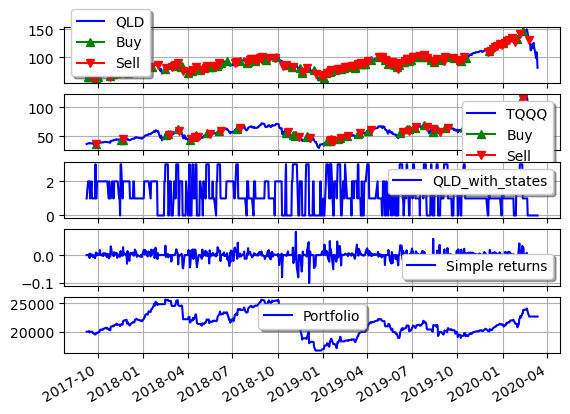 150
100
QLD
Buy
Sell
100
50
TQQQ
Buy
Sell
2
0
QLD_with_states
0.0
−0.1
Simple returns
25000
20000
Portfolio
2017-10
2018-01
2018-04
2018-07
2018-10
2019-01
2019-04
2019-07
2019-10
2020-01
2020-04